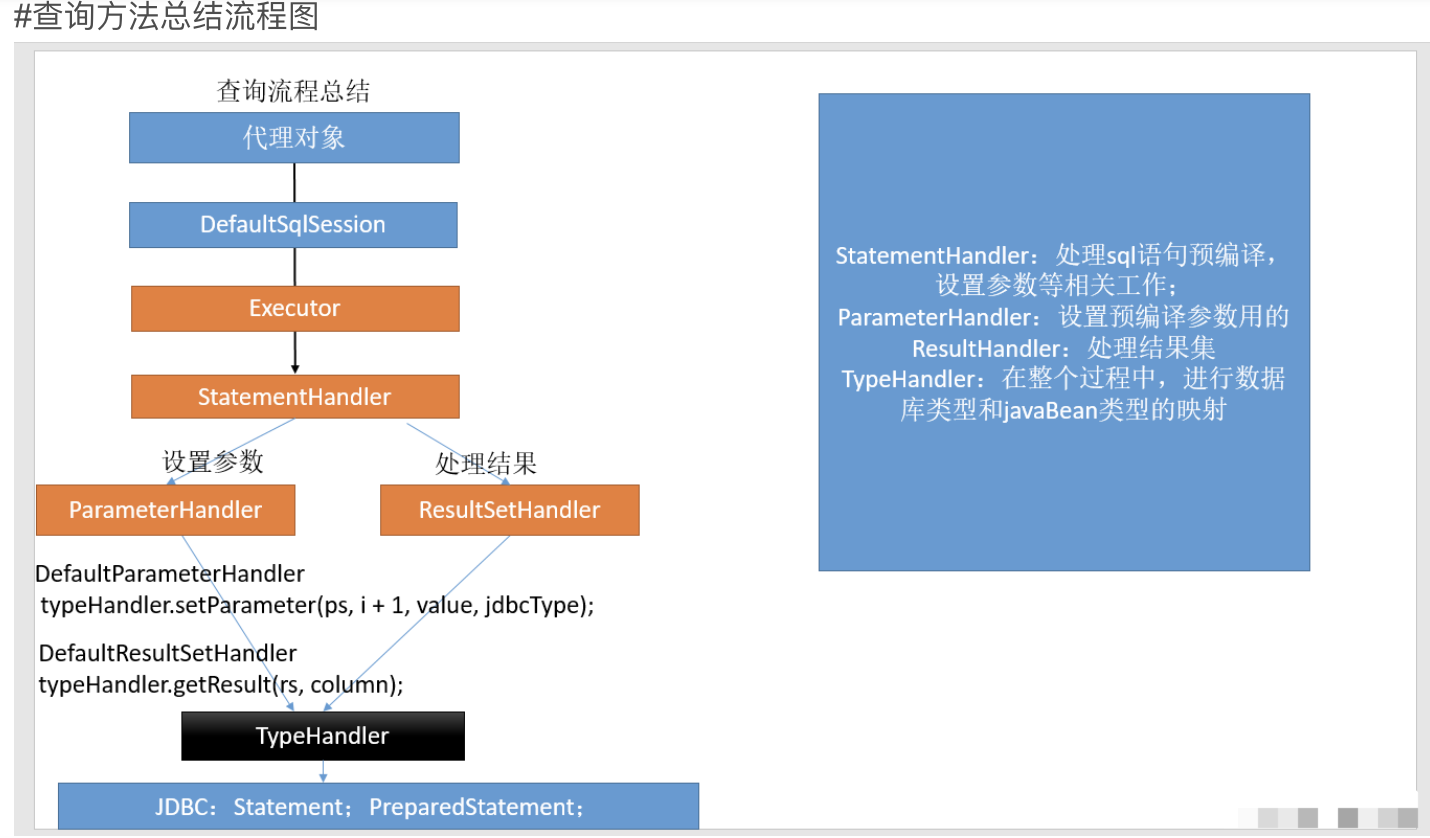 #查询方法总结流程图
查询流程总结
代理对象
DefaultSqlSession
Executor
StatementHandler
设置参数
处理结果
ParameterHandler
ResultSetHandler
DefaultParameterHandler
typeHandler.setParameter(ps, i + 1, value, jdbcType);
DefaultResultSetHandler
typeHandler.getResult(rs, column);
TypeHandler
JDBC：Statement；PreparedStatement；
StatementHandler：处理sql语句预编译，
设置参数等相关工作；
ParameterHandler：设置预编译参数用的
ResultHandler：处理结果集
TypeHandler：在整个过程中，进行数据
库类型和javaBean类型的映射